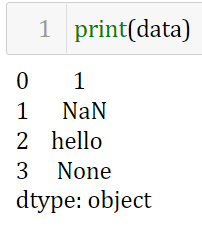 1 print(data)
0 1
1 NaN
2 hello
3 None
dtype: object